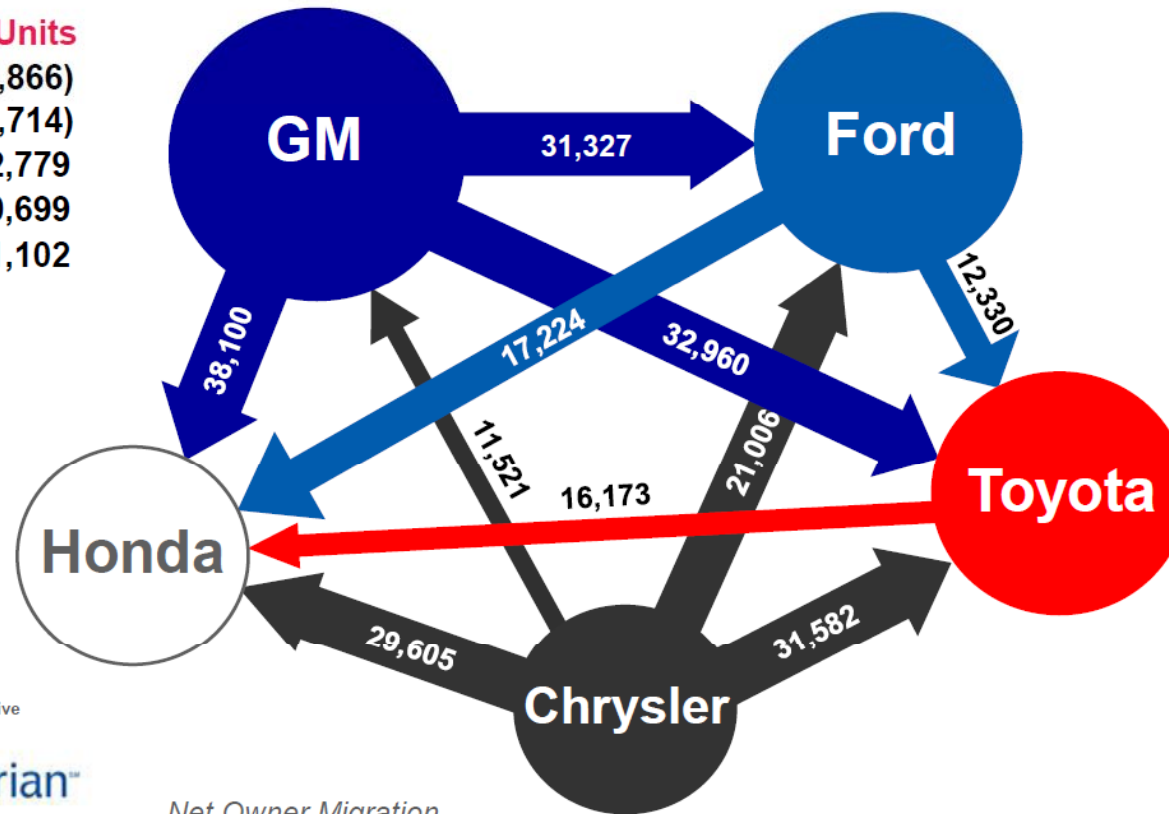 Units
,866)
,714)
,779
,699
,102
GM
Ford
31,327
12,330
38,100
17,224
32,960
11,521
21,006
16,173
Toyota
Honda
29,605
31,582
Chrysler
ive
rian
Net Owner Migration